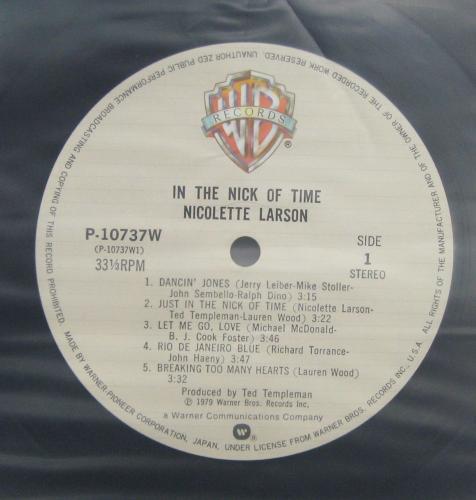 WB
RECORDS
®
IN THE NICK OF TIME
NICOLETTE LARSON
P-10737W
(P-10737W1)
33⅓RPM
SIDE
1
STEREO
1. DANCIN' JONES (Jerry Leiber-Mike Stoller-
John Sembello-Ralph Dino) 3:15
2. JUST IN THE NICK OF TIME (Nicolette Larson-
Ted Templeman-Lauren Wood) 3:22
3. LET ME GO, LOVE (Michael McDonald-
B. J. Cook Foster) 3:46
4. RIO DE JANEIRO BLUE (Richard Torrance-
John Haeny) 3:47
5. BREAKING TOO MANY HEARTS (Lauren Wood)
3:32
Produced by Ted Templeman
℗ 1979 Warner Bros. Records Inc.
a Warner Communications Company
®
MADE BY WARNER-PIONEER CORPORATION, JAPAN, UNDER LICENSE FROM WARNER BROS. RECORDS INC., U.S.A. ALL RIGHTS OF THE MANUFACTURER AND OF THE OWNER OF THE RECORDED WORK RESERVED. UNAUTHORIZED PUBLIC PERFORMANCE BROADCASTING AND COPYING OF THIS RECORD PROHIBITED.